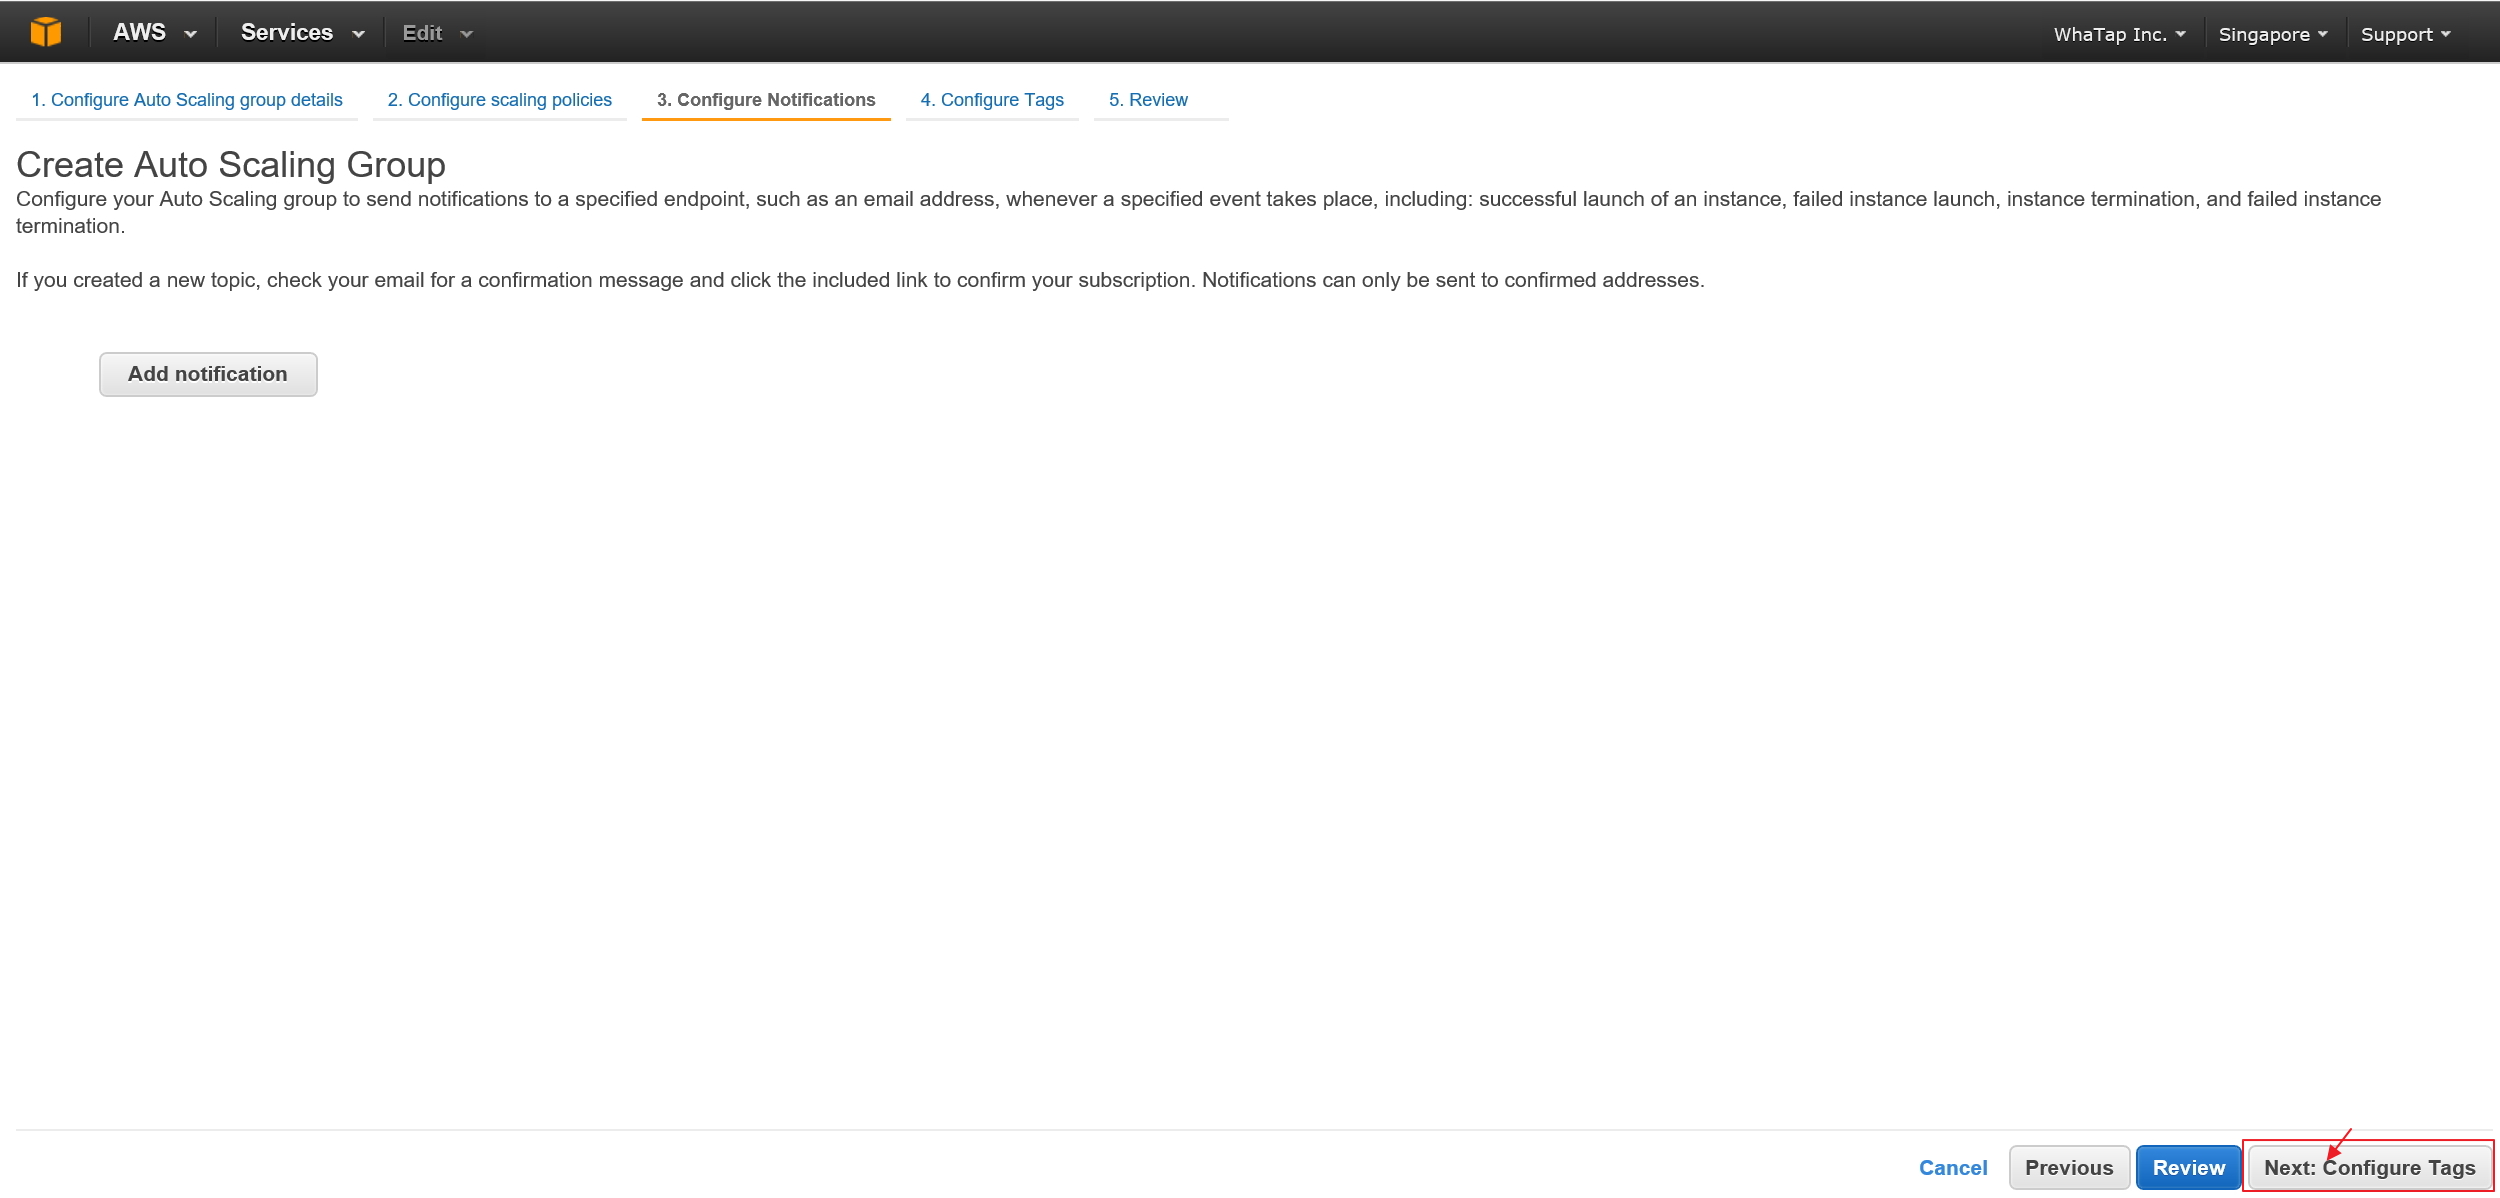 AWS Services Edit WhaTap Inc. Singapore Support
1. Configure Auto Scaling group details 2. Configure scaling policies 3. Configure Notifications 4. Configure Tags 5. Review
Create Auto Scaling Group
Configure your Auto Scaling group to send notifications to a specified endpoint, such as an email address, whenever a specified event takes place, including: successful launch of an instance, failed instance launch, instance termination, and failed instance
termination.
If you created a new topic, check your email for a confirmation message and click the included link to confirm your subscription. Notifications can only be sent to confirmed addresses.
Add notification
Cancel Previous Review Next: Configure Tags